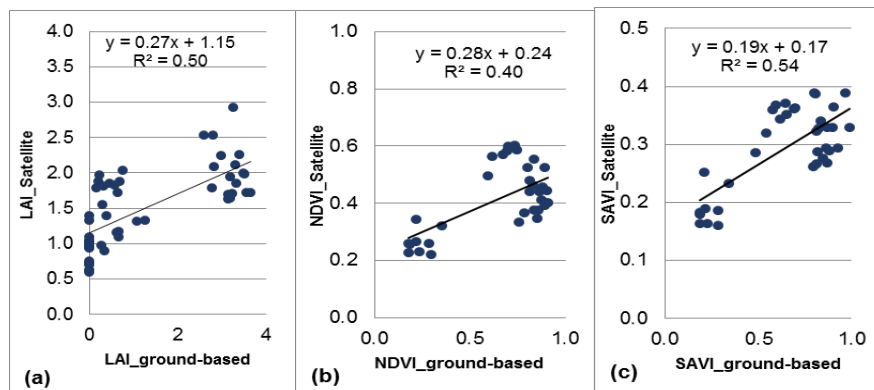 y = 0.27x + 1.15
R² = 0.50
4.0
3.5
3.0
2.5
2.0
1.5
1.0
0.5
0.0
LAI_Satellite
0
2
4
LAI_ground-based
(a)
y = 0.28x + 0.24
R² = 0.40
1.0
0.8
0.6
0.4
0.2
0.0
NDVI_Satellite
0.0
0.5
1.0
NDVI_ground-based
(b)
y = 0.19x + 0.17
R² = 0.54
0.5
0.4
0.3
0.2
0.1
0.0
SAVI_Satellite
0.0
0.5
1.0
SAVI_ground-based
(c)